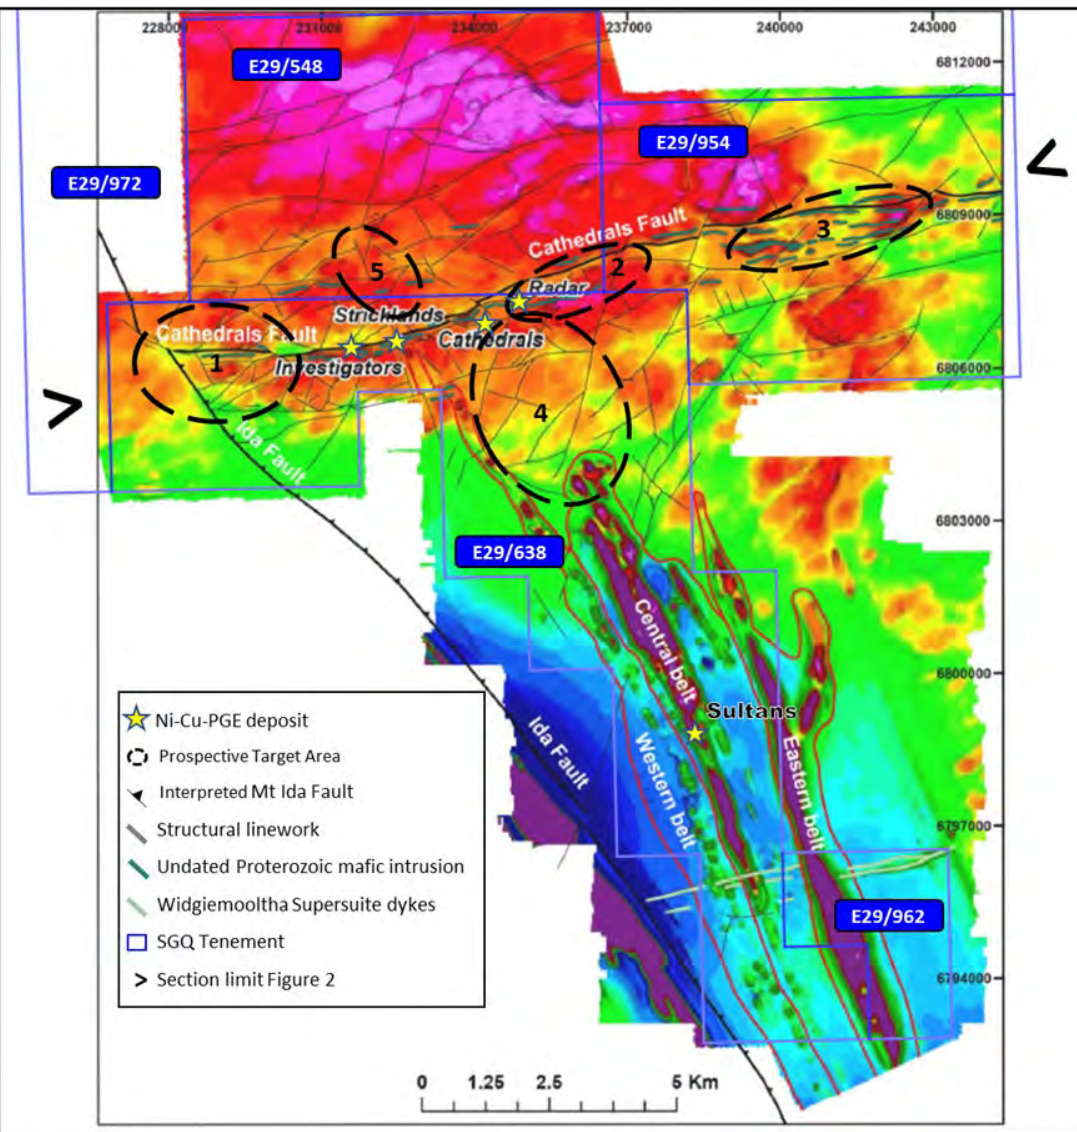 228000 231000 234000 237000 240000 243000
6812000
E29/548
E29/954
E29/972
6809000
Cathedrals Fault
3
5
2
Radar
Stricklands
Cathedrals Fault
Cathedrals
1
Investigators
6806000
4
Ida Fault
6803000
E29/638
Central belt
6800000
Sultans
Ida Fault
Western belt
Eastern belt
6797000
E29/962
6794000
Ni-Cu-PGE deposit
Prospective Target Area
Interpreted Mt Ida Fault
Structural linework
Undated Proterozoic mafic intrusion
Widgiemooltha Supersuite dykes
SGQ Tenement
> Section limit Figure 2
0 1.25 2.5 5 Km